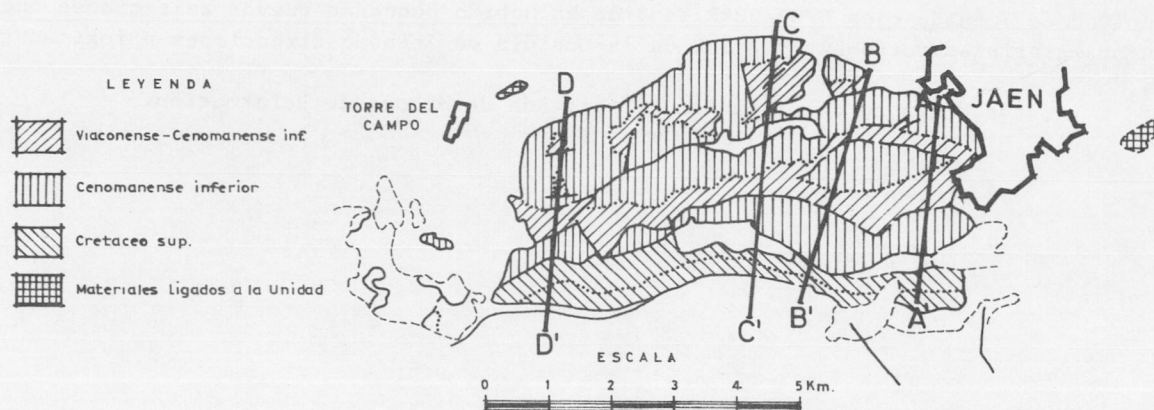 LEYENDA
Viaconense-Cenomanense inf.
Cenomanense inferior
Cretaceo sup.
Materiales Ligados a la Unidad
TORRE DEL
CAMPO
JAEN
D
C
B
A
D'
C'
B'
A'
ESCALA
0 1 2 3 4 5 Km.